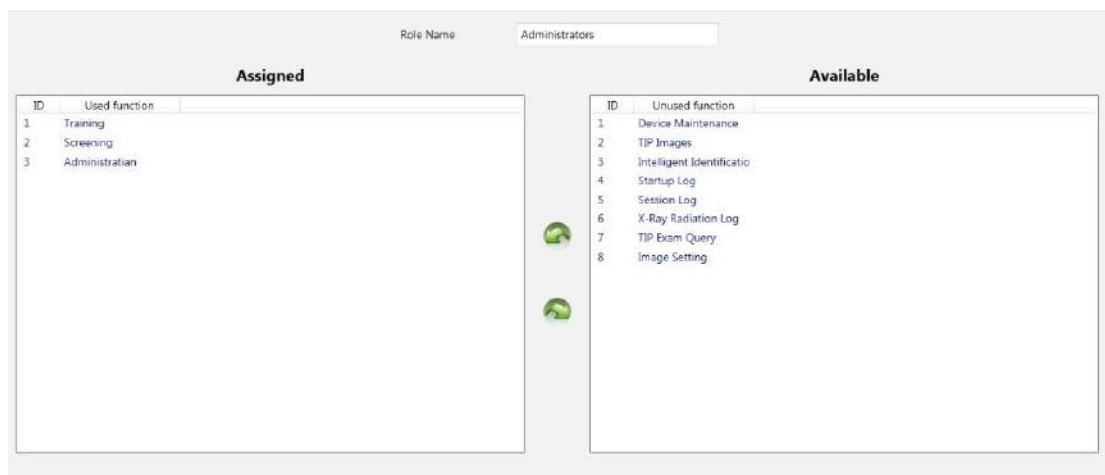 Role Name Administrators
Assigned Available
ID Used function ID Unused function
1 Training 1 Device Maintenance
2 Screening 2 TIP Images
3 Administratian 3 Intelligent Identificatio
4 Startup Log
5 Session Log
6 X-Ray Radiation Log
7 TIP Exam Query
8 Image Setting